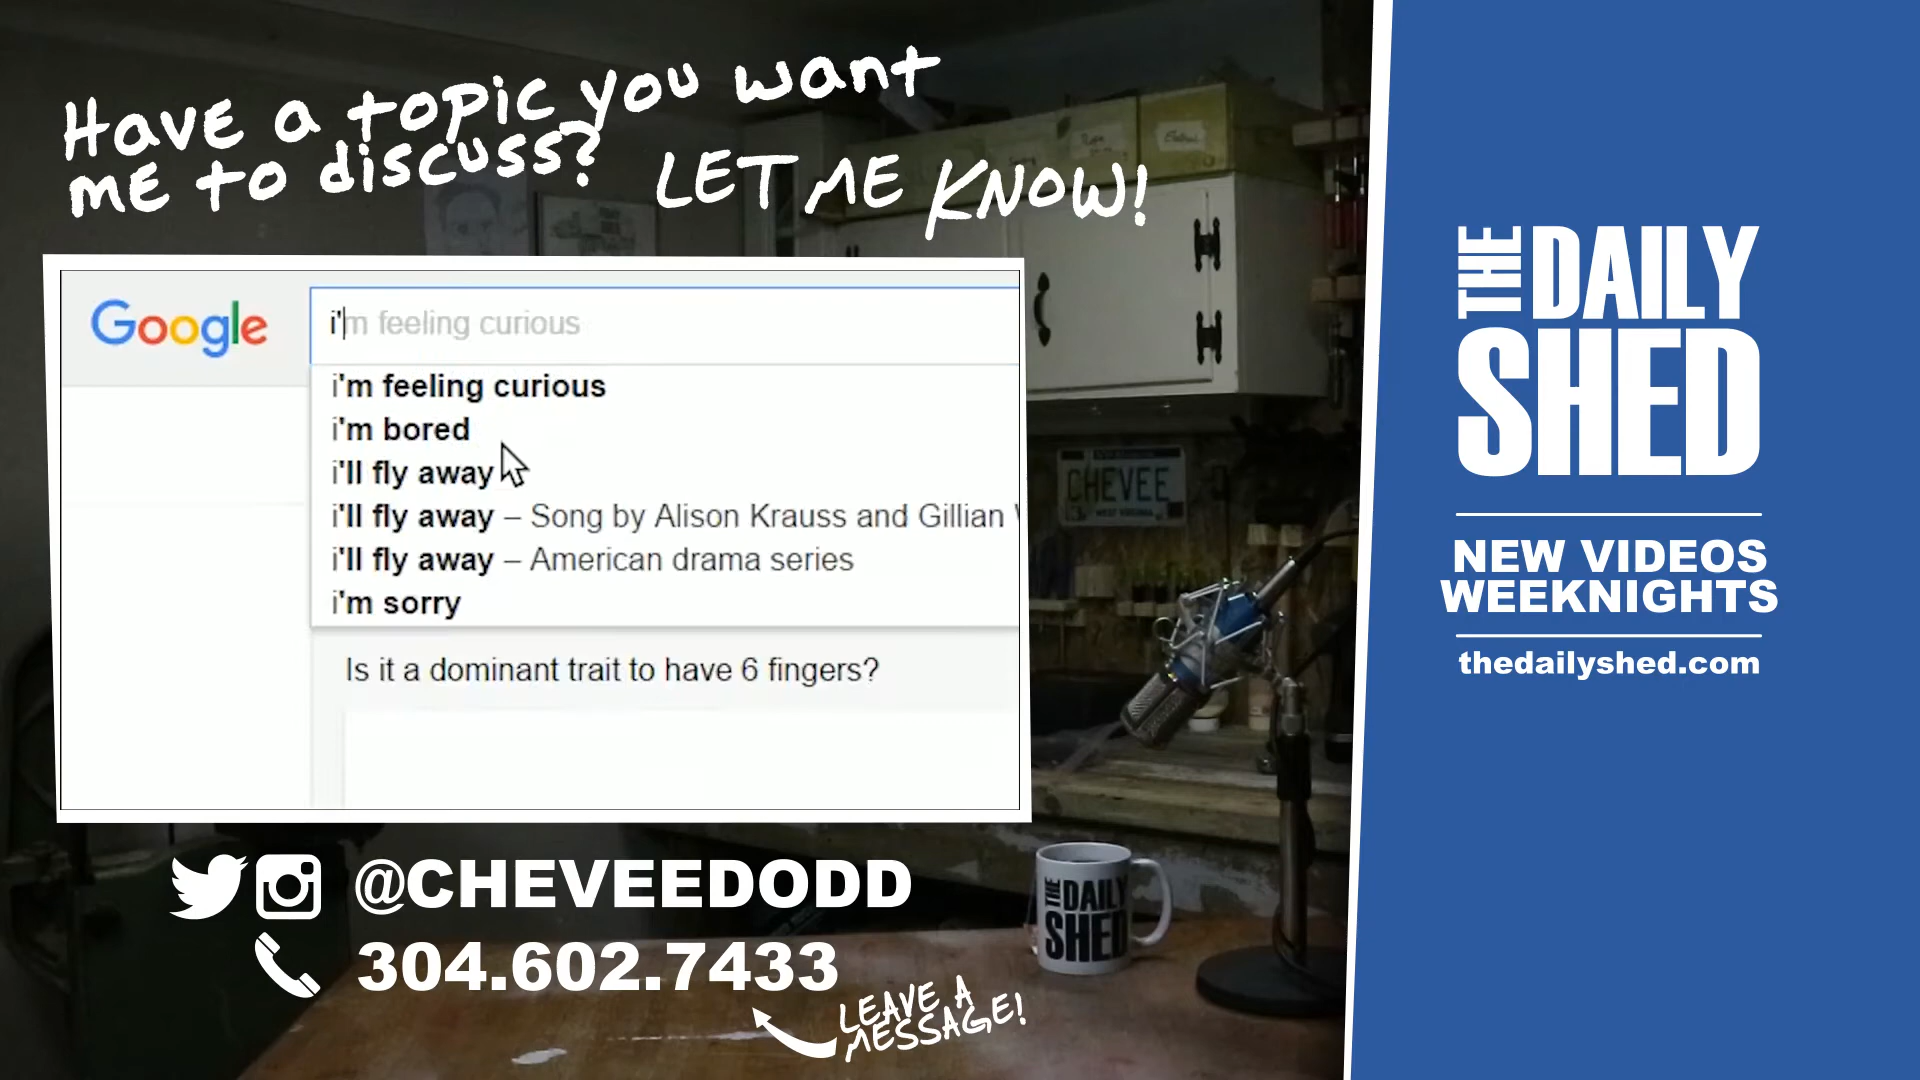 Have a topic you want
me to discuss? LET ME KNOW!
Google
i'm feeling curious
i'm feeling curious
i'm bored
i'll fly away
i'll fly away – Song by Alison Krauss and Gillian
i'll fly away – American drama series
i'm sorry
Is it a dominant trait to have 6 fingers?
@CHEVEEDODD
304.602.7433
LEAVE A
MESSAGE!
CHEVEE
WEST VIRGINIA
THE DAILY
SHED
THE DAILY
SHED
NEW VIDEOS
WEEKNIGHTS
thedailyshed.com